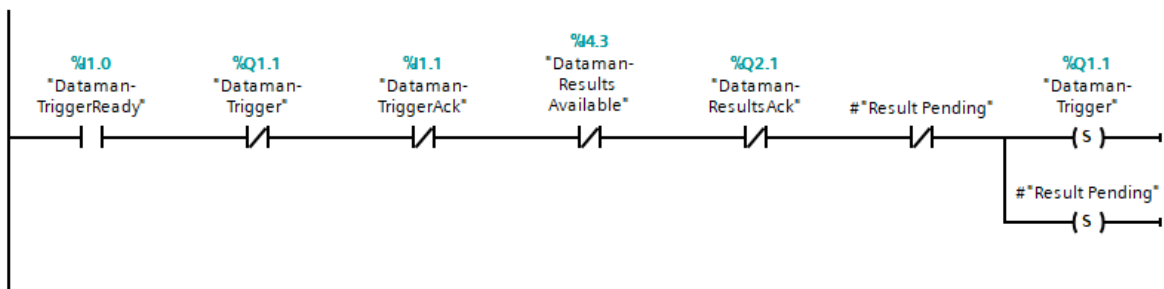 %I1.0
"Dataman-
TriggerReady"
%Q1.1
"Dataman-
Trigger"
%I1.1
"Dataman-
TriggerAck"
%I4.3
"Dataman-
Results
Available"
%Q2.1
"Dataman-
ResultsAck"
#"Result Pending"
%Q1.1
"Dataman-
Trigger"
S
#"Result Pending"
S